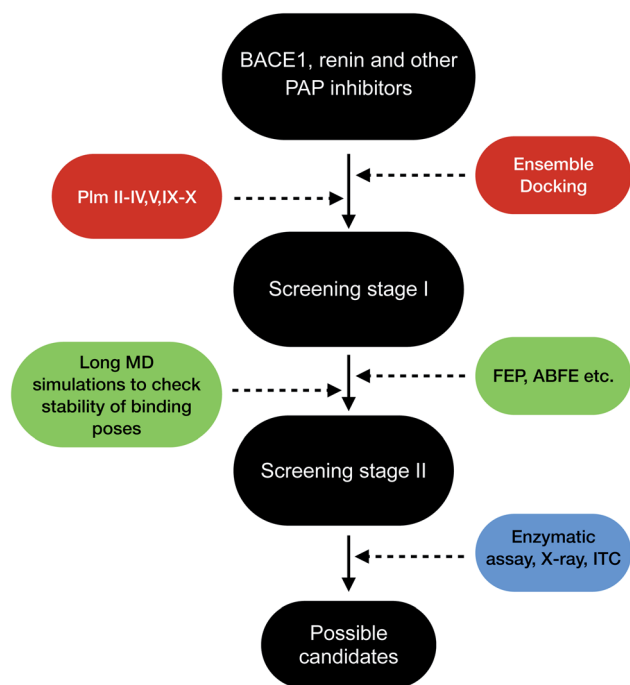 BACE1, renin and other
PAP inhibitors
Ensemble
Docking
Plm II-IV,V,IX-X
Screening stage I
Long MD
simulations to check
stability of binding
poses
FEP, ABFE etc.
Screening stage II
Enzymatic
assay, X-ray, ITC
Possible
candidates